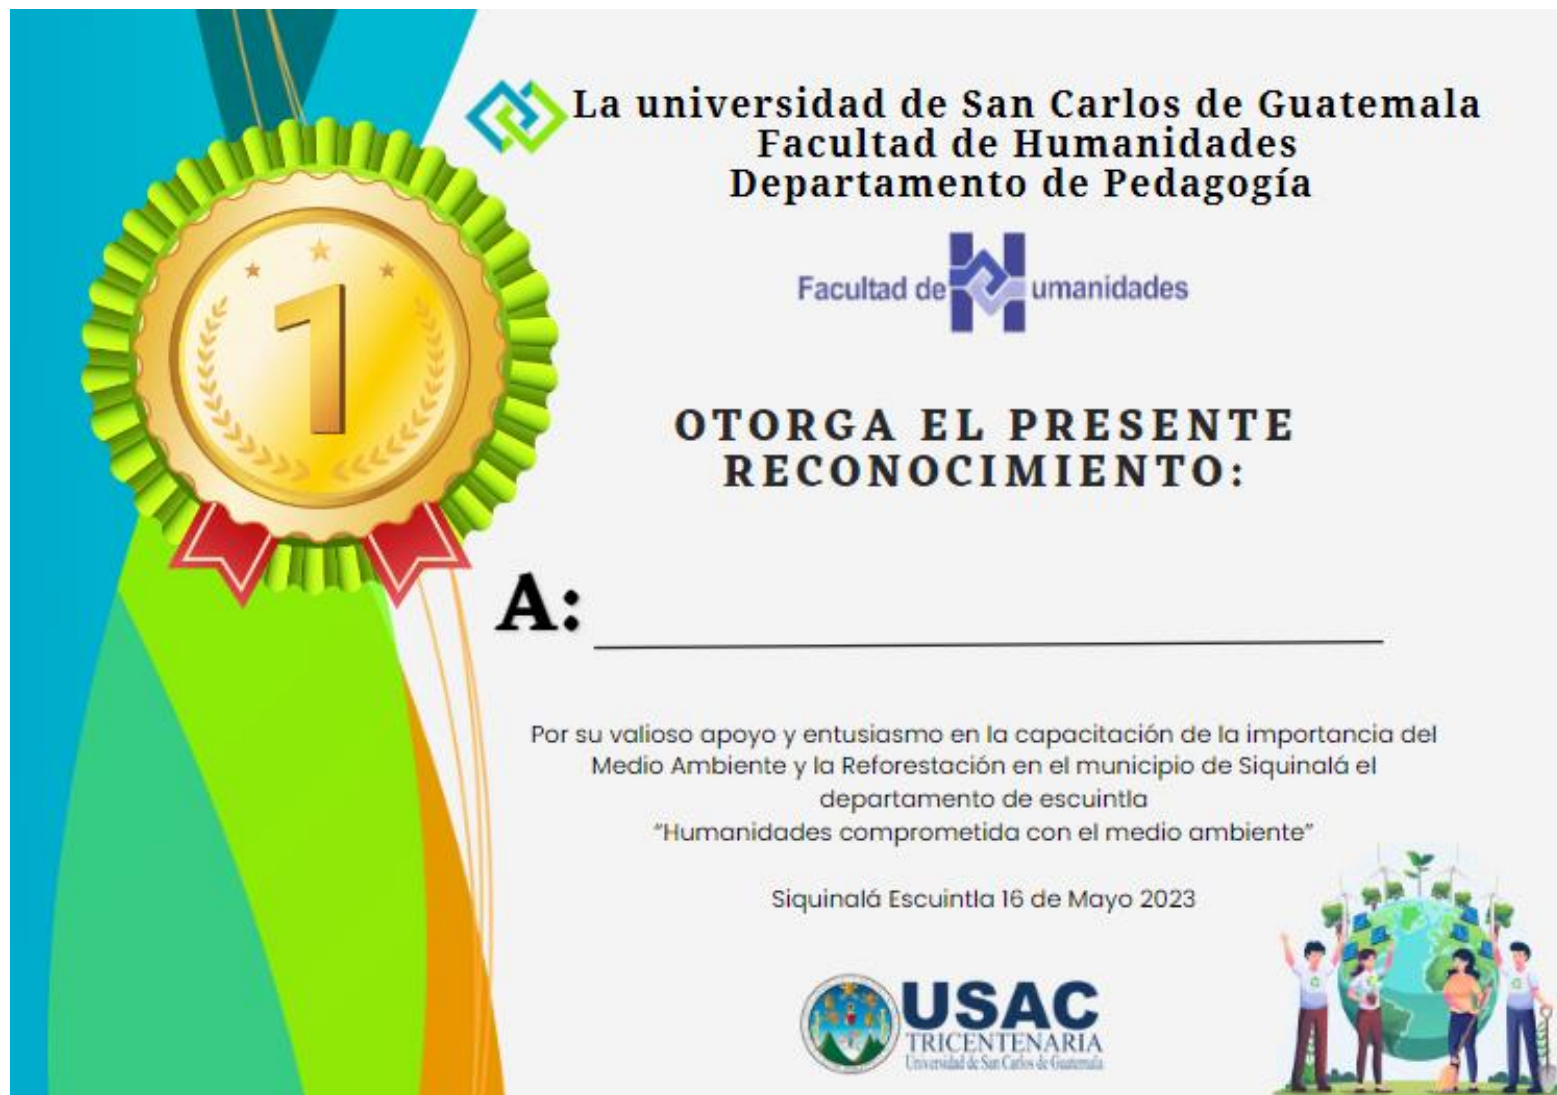 La universidad de San Carlos de Guatemala
Facultad de Humanidades
Departamento de Pedagogía
Facultad de Humanidades
1
OTORGA EL PRESENTE
RECONOCIMIENTO:
A:
Por su valioso apoyo y entusiasmo en la capacitación de la importancia del
Medio Ambiente y la Reforestación en el municipio de Siquinalá el
departamento de escuintla
“Humanidades comprometida con el medio ambiente”
Siquinalá Escuintla 16 de Mayo 2023
USAC
TRICENTENARIA
Universidad de San Carlos de Guatemala